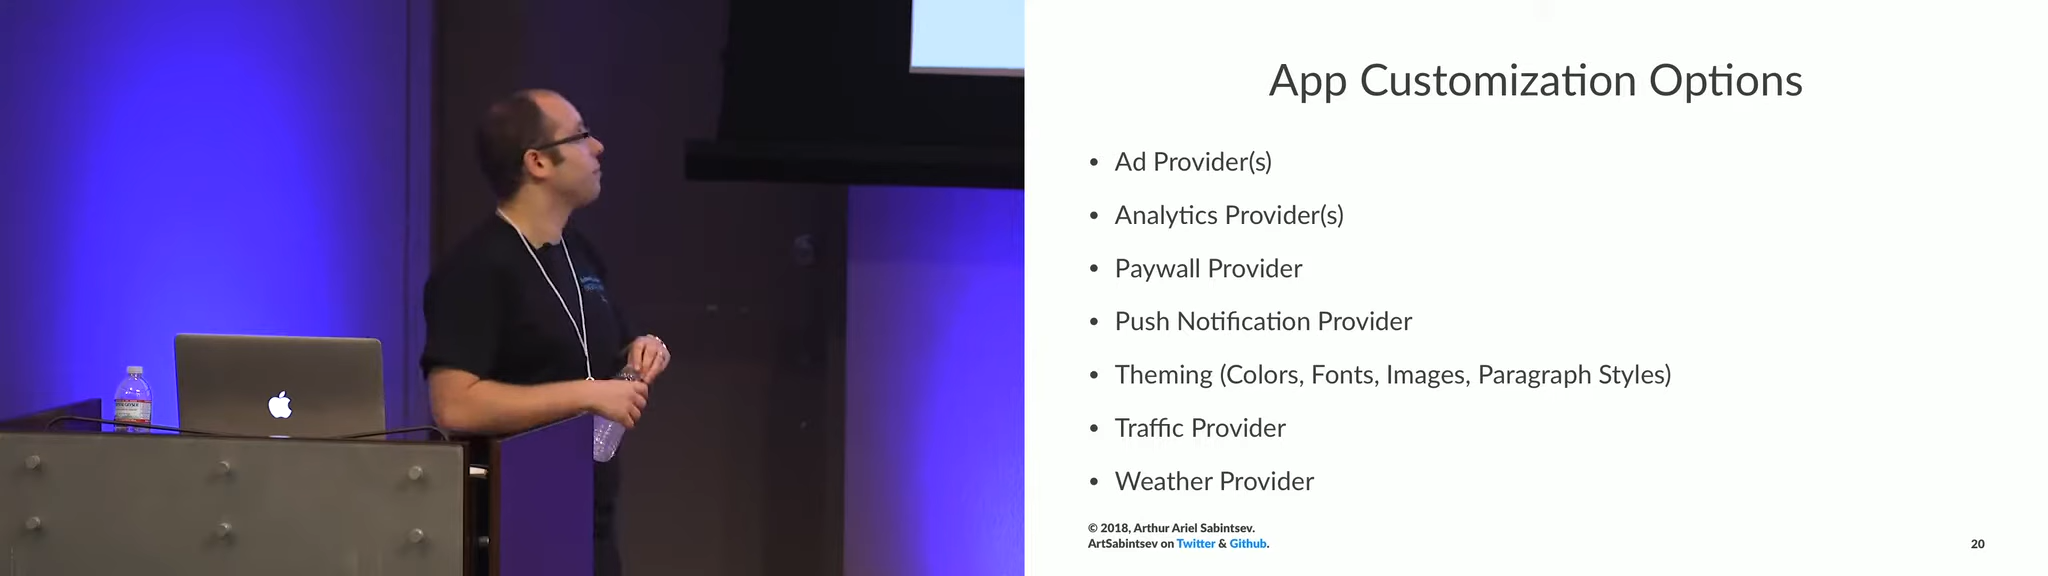 App Customization Options
• Ad Provider(s)
• Analytics Provider(s)
• Paywall Provider
• Push Notification Provider
• Theming (Colors, Fonts, Images, Paragraph Styles)
• Traffic Provider
• Weather Provider
© 2018, Arthur Ariel Sabintsev.
ArtSabintsev on Twitter & Github.
20